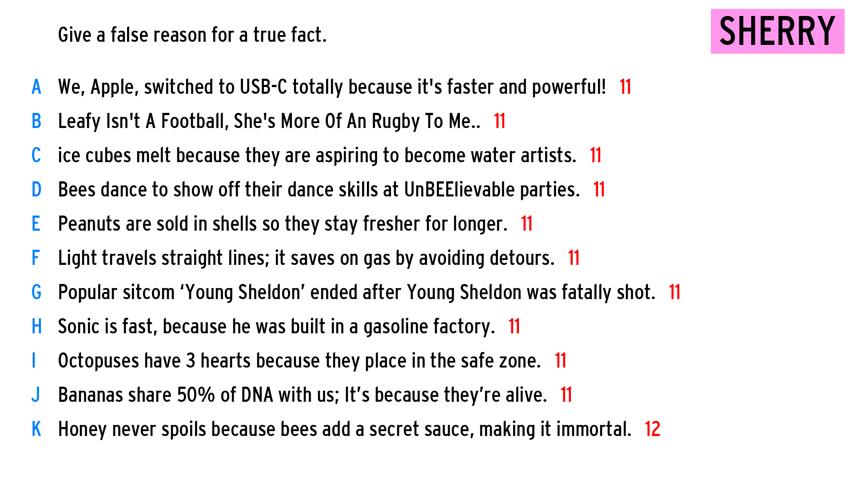 Give a false reason for a true fact.
SHERRY
A We, Apple, switched to USB-C totally because it's faster and powerful! 11
B Leafy Isn't A Football, She's More Of An Rugby To Me.. 11
C ice cubes melt because they are aspiring to become water artists. 11
D Bees dance to show off their dance skills at UnBEElievable parties. 11
E Peanuts are sold in shells so they stay fresher for longer. 11
F Light travels straight lines; it saves on gas by avoiding detours. 11
G Popular sitcom ‘Young Sheldon’ ended after Young Sheldon was fatally shot. 11
H Sonic is fast, because he was built in a gasoline factory. 11
I Octopuses have 3 hearts because they place in the safe zone. 11
J Bananas share 50% of DNA with us; It’s because they’re alive. 11
K Honey never spoils because bees add a secret sauce, making it immortal. 12